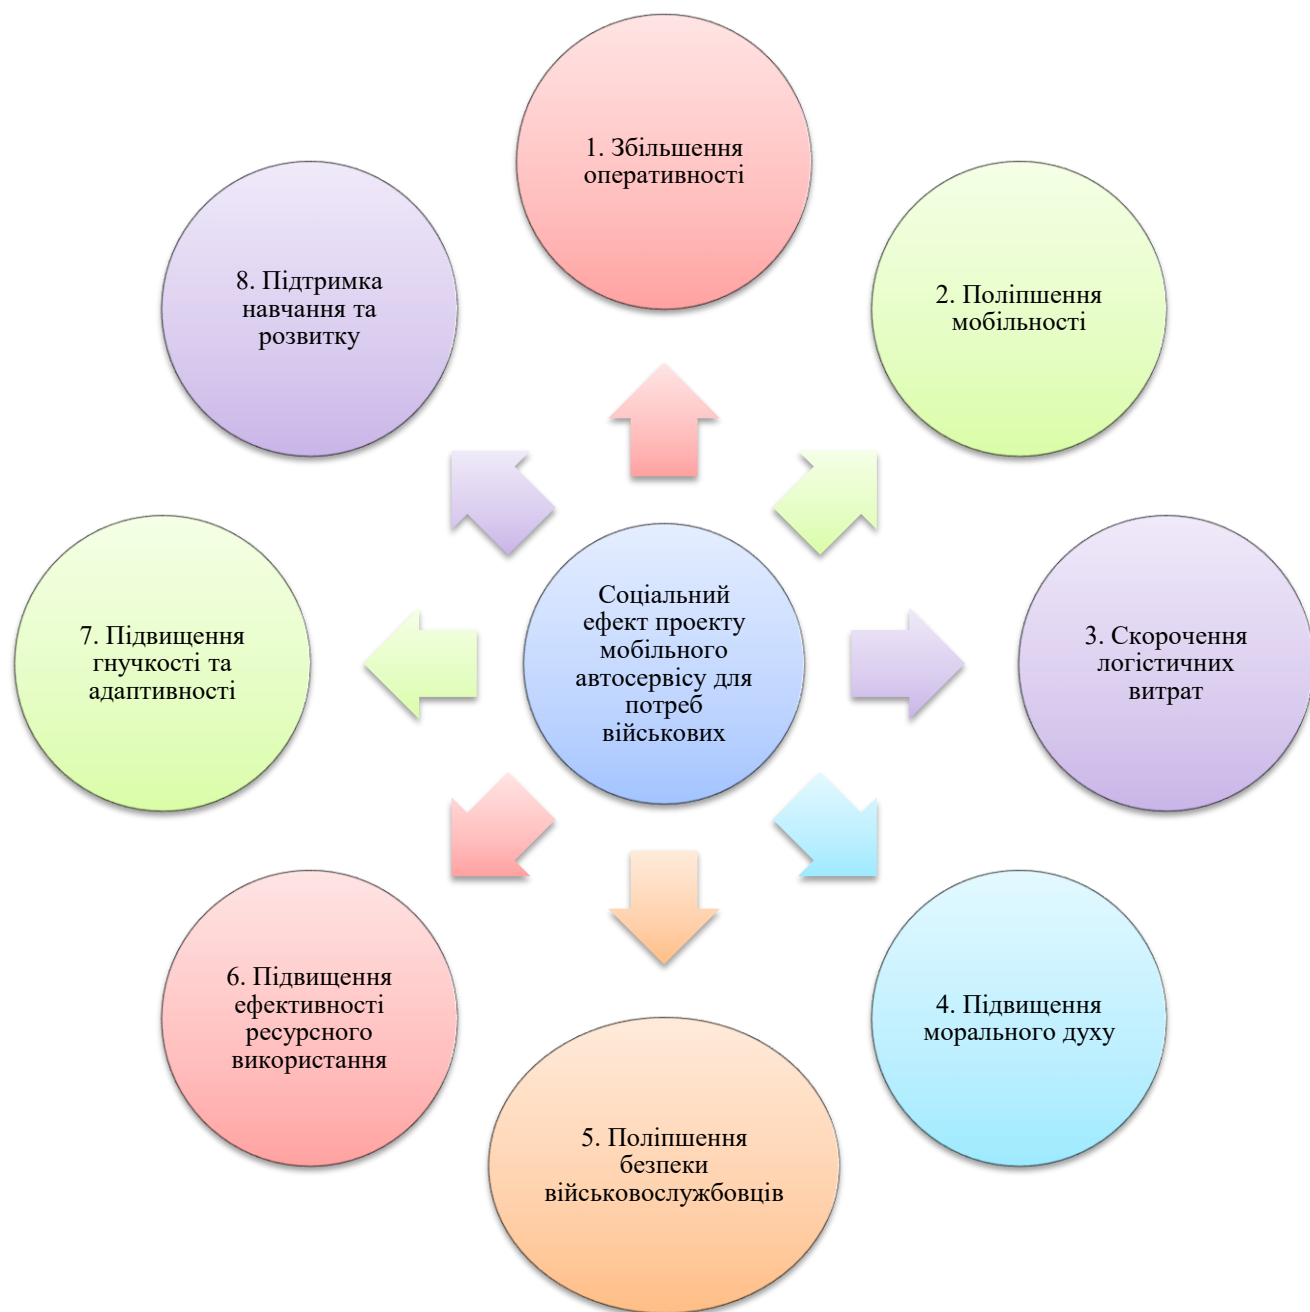 1. Збільшення
оперативності
2. Поліпшення
мобільності
3. Скорочення
логістичних
витрат
4. Підвищення
морального духу
5. Поліпшення
безпеки
військовослужбовців
6. Підвищення
ефективності
ресурсного
використання
7. Підвищення
гнучкості та
адаптивності
8. Підтримка
навчання та
розвитку
Соціальний
ефект проекту
мобільного
автосервісу для
потреб
військових